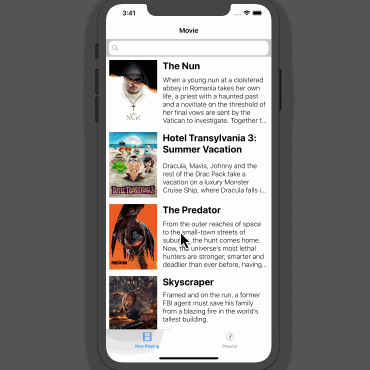 3:41
Movie
The Nun
When a young nun at a cloistered
abbey in Romania takes her own
life, a priest with a haunted past
and a novitiate on the threshold of
her final vows are sent by the
Vatican to investigate. Together t...
THE NUN
Hotel Transylvania 3:
Summer Vacation
Dracula, Mavis, Johnny and the
rest of the Drac Pack take a
vacation on a luxury Monster
Cruise Ship, where Dracula falls i...
HOTEL TRANSYLVANIA 3
The Predator
From the outer reaches of space
to the small-town streets of
the hunt comes home.
Now, the universe's most lethal
hunters are stronger, smarter and
deadlier than ever before, having...
PREDATOR
Skyscraper
Framed and on the run, a former
FBI agent must save his family
from a blazing fire in the world's
tallest building.
Now Playing
Popular